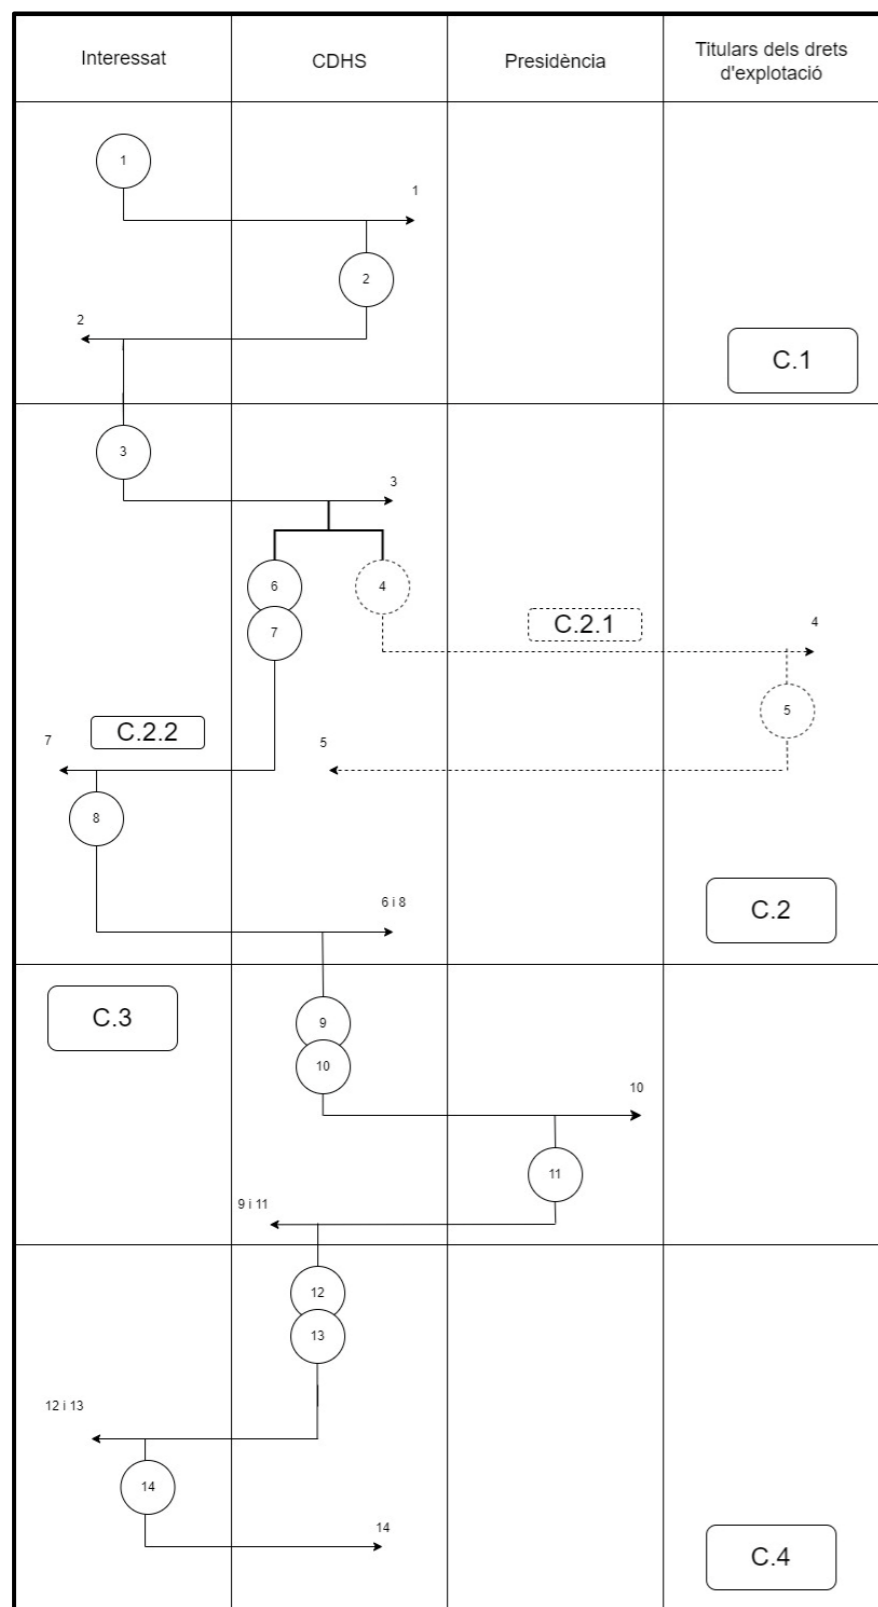 Interessat
CDHS
Presidència
Titulars dels drets
d'explotació
1
1
2
2
C.1
3
3
6
4
7
C.2.1
4
5
C.2.2
7
5
8
6 i 8
C.2
C.3
9
10
10
11
9 i 11
12
13
12 i 13
14
14
C.4